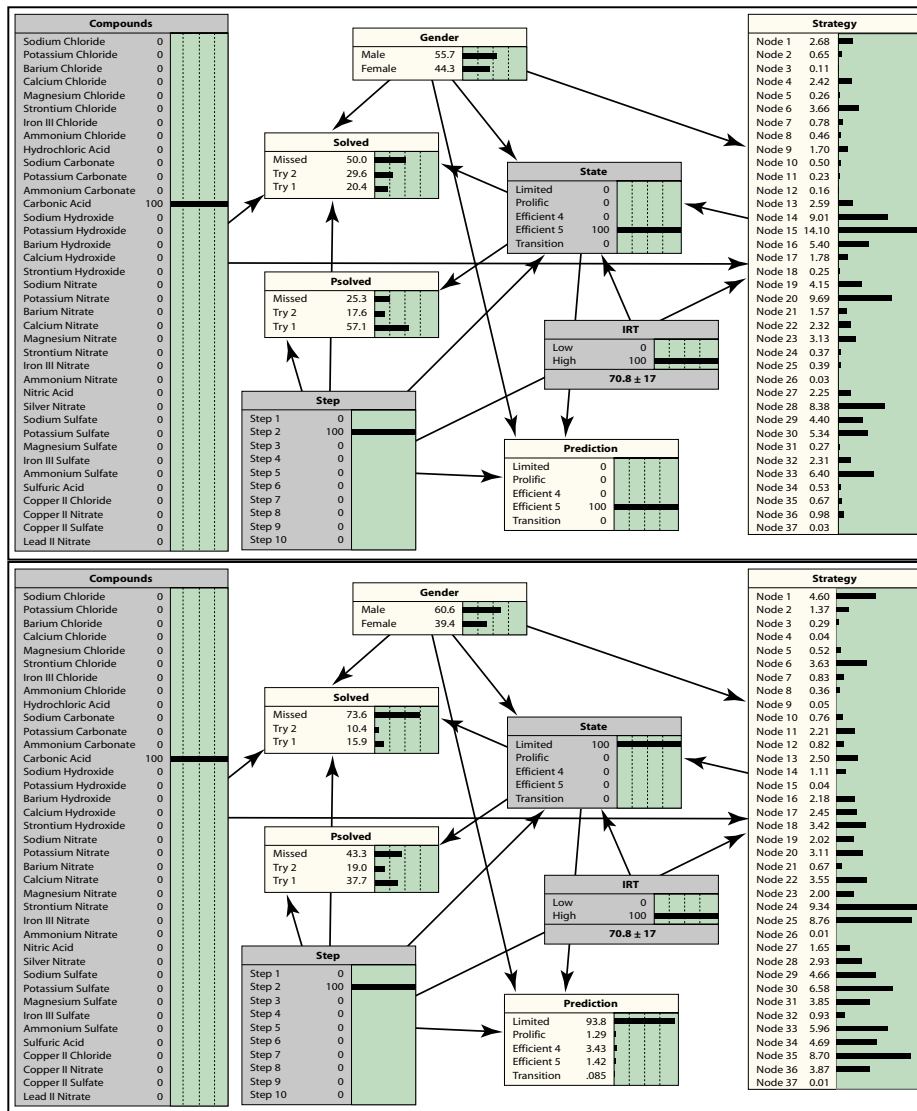 Compounds
Sodium Chloride 0
Potassium Chloride 0
Barium Chloride 0
Calcium Chloride 0
Magnesium Chloride 0
Strontium Chloride 0
Iron III Chloride 0
Ammonium Chloride 0
Hydrochloric Acid 0
Sodium Carbonate 0
Potassium Carbonate 0
Ammonium Carbonate 0
Carbonic Acid 100
Sodium Hydroxide 0
Potassium Hydroxide 0
Barium Hydroxide 0
Calcium Hydroxide 0
Strontium Hydroxide 0
Sodium Nitrate 0
Potassium Nitrate 0
Barium Nitrate 0
Calcium Nitrate 0
Magnesium Nitrate 0
Strontium Nitrate 0
Iron III Nitrate 0
Ammonium Nitrate 0
Nitric Acid 0
Silver Nitrate 0
Sodium Sulfate 0
Potassium Sulfate 0
Magnesium Sulfate 0
Iron III Sulfate 0
Ammonium Sulfate 0
Sulfuric Acid 0
Copper II Chloride 0
Copper II Nitrate 0
Copper II Sulfate 0
Lead II Nitrate 0
Gender
Male 55.7
Female 44.3
Solved
Missed 50.0
Try 2 29.6
Try 1 20.4
State
Limited 0
Prolific 0
Efficient 4 0
Efficient 5 100
Transition 0
Psolved
Missed 25.3
Try 2 17.6
Try 1 57.1
IRT
Low 0
High 100
70.8 ± 17
Step
Step 1 0
Step 2 100
Step 3 0
Step 4 0
Step 5 0
Step 6 0
Step 7 0
Step 8 0
Step 9 0
Step 10 0
Prediction
Limited 0
Prolific 0
Efficient 4 0
Efficient 5 100
Transition 0
Strategy
Node 1 2.68
Node 2 0.65
Node 3 0.11
Node 4 2.42
Node 5 0.26
Node 6 3.66
Node 7 0.78
Node 8 0.46
Node 9 1.70
Node 10 0.50
Node 11 0.23
Node 12 0.16
Node 13 2.59
Node 14 9.01
Node 15 14.10
Node 16 5.40
Node 17 1.78
Node 18 0.25
Node 19 4.15
Node 20 9.69
Node 21 1.57
Node 22 2.32
Node 23 3.13
Node 24 0.37
Node 25 0.39
Node 26 0.03
Node 27 2.25
Node 28 8.38
Node 29 4.40
Node 30 5.34
Node 31 0.27
Node 32 2.31
Node 33 6.40
Node 34 0.53
Node 35 0.67
Node 36 0.98
Node 37 0.03
Compounds
Sodium Chloride 0
Potassium Chloride 0
Barium Chloride 0
Calcium Chloride 0
Magnesium Chloride 0
Strontium Chloride 0
Iron III Chloride 0
Ammonium Chloride 0
Hydrochloric Acid 0
Sodium Carbonate 0
Potassium Carbonate 0
Ammonium Carbonate 0
Carbonic Acid 100
Sodium Hydroxide 0
Potassium Hydroxide 0
Barium Hydroxide 0
Calcium Hydroxide 0
Strontium Hydroxide 0
Sodium Nitrate 0
Potassium Nitrate 0
Barium Nitrate 0
Calcium Nitrate 0
Magnesium Nitrate 0
Strontium Nitrate 0
Iron III Nitrate 0
Ammonium Nitrate 0
Nitric Acid 0
Silver Nitrate 0
Sodium Sulfate 0
Potassium Sulfate 0
Magnesium Sulfate 0
Iron III Sulfate 0
Ammonium Sulfate 0
Sulfuric Acid 0
Copper II Chloride 0
Copper II Nitrate 0
Copper II Sulfate 0
Lead II Nitrate 0
Gender
Male 60.6
Female 39.4
Solved
Missed 73.6
Try 2 10.4
Try 1 15.9
State
Limited 100
Prolific 0
Efficient 4 0
Efficient 5 0
Transition 0
Psolved
Missed 43.3
Try 2 19.0
Try 1 37.7
IRT
Low 0
High 100
70.8 ± 17
Step
Step 1 0
Step 2 100
Step 3 0
Step 4 0
Step 5 0
Step 6 0
Step 7 0
Step 8 0
Step 9 0
Step 10 0
Prediction
Limited 93.8
Prolific 1.29
Efficient 4 3.43
Efficient 5 1.42
Transition .085
Strategy
Node 1 4.60
Node 2 1.37
Node 3 0.29
Node 4 0.04
Node 5 0.52
Node 6 3.63
Node 7 0.83
Node 8 0.36
Node 9 0.05
Node 10 0.76
Node 11 2.21
Node 12 0.82
Node 13 2.50
Node 14 1.11
Node 15 0.04
Node 16 2.18
Node 17 2.45
Node 18 3.42
Node 19 2.02
Node 20 3.11
Node 21 0.67
Node 22 3.55
Node 23 2.00
Node 24 9.34
Node 25 8.76
Node 26 0.01
Node 27 1.65
Node 28 2.93
Node 29 4.66
Node 30 6.58
Node 31 3.85
Node 32 0.93
Node 33 5.96
Node 34 4.69
Node 35 8.70
Node 36 3.87
Node 37 0.01